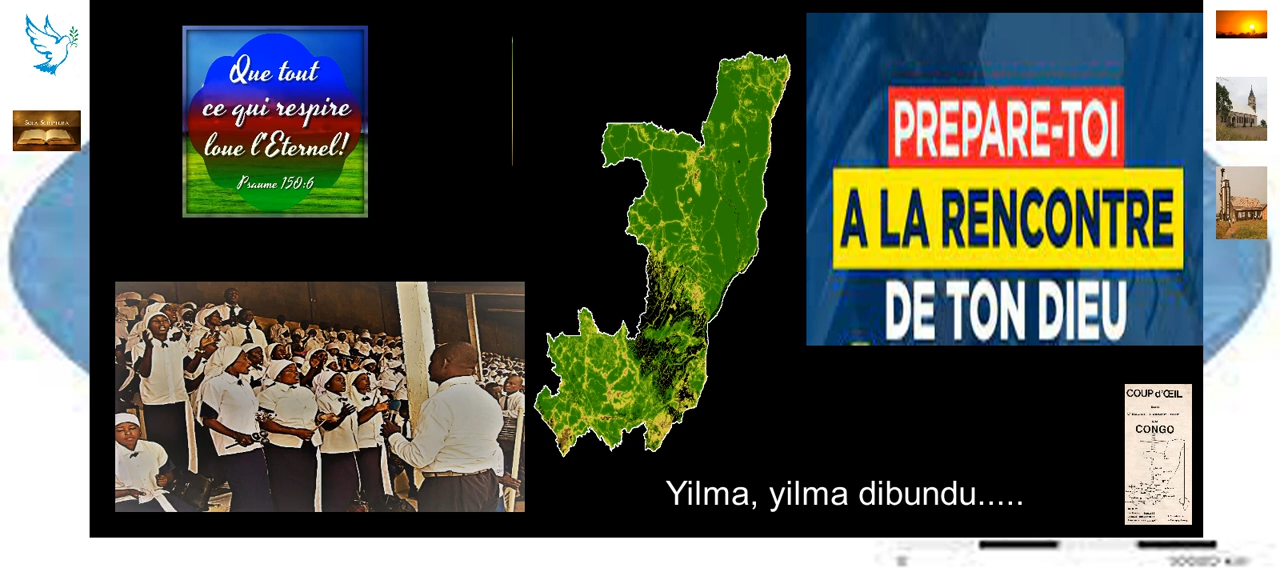 Que tout
ce qui respire
loue l'Eternel!
Psaume 150:6
PREPARE-TOI
A LA RENCONTRE
DE TON DIEU
COUP d'ŒIL
CONGO
Yilma, yilma dibundu.....